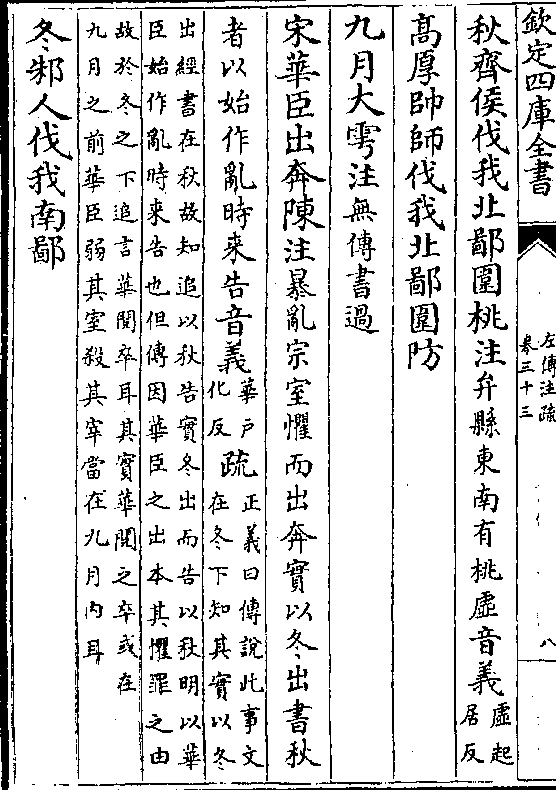 欽定四庫全書
左傳注疏
卷三十三
八
秋齊侯伐我北鄙圍桃注弁縣東南有桃虛音義虛起居反
高厚帥師伐我北鄙圍防
九月大雩注無傳書過
宋華臣出奔陳注暴亂宗室懼而出奔實以冬出書秋
者以始作亂時來告音義華戶化反疏正義曰傳說此事文在冬下知其實以冬
出經書在秋故知追以秋告實冬出而告以秋明以華
臣始作亂時來告也但傳因華臣之出本其懼罪之由
故於冬之下追言華閱卒耳其實華閱之卒或在
九月之前華臣弱其室殺其宰當在九月內耳
冬邾人伐我南鄙